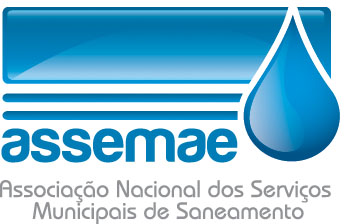 assemae
Associação Nacional dos Serviços
Municipais de Saneamento